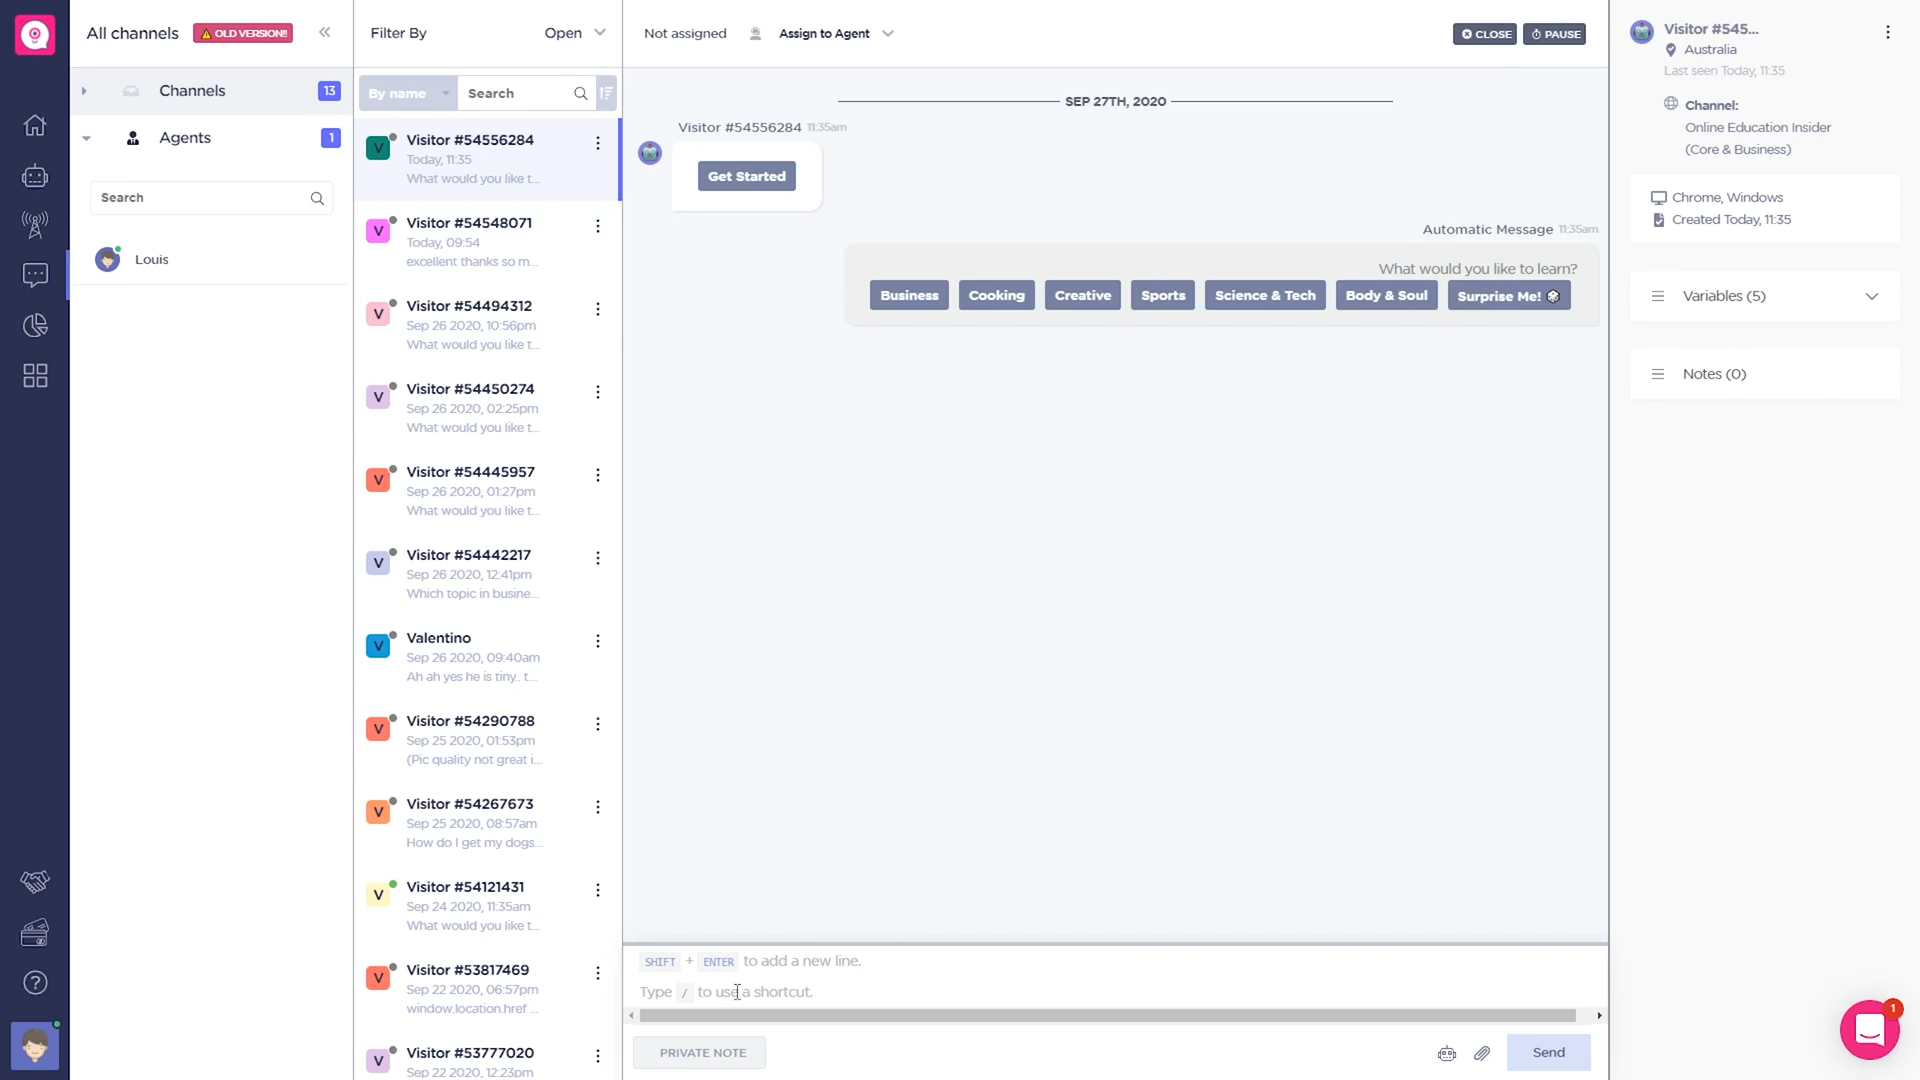 All channels
OLD VERSION!
Channels
13
Agents
1
Search
Louis
Filter By
Open
By name
Search
V
Visitor #54556284
Today, 11:35
What would you like t...
V
Visitor #54548071
Today, 09:54
excellent thanks so m...
V
Visitor #54494312
Sep 26 2020, 10:56pm
What would you like t...
V
Visitor #54450274
Sep 26 2020, 02:25pm
What would you like t...
V
Visitor #54445957
Sep 26 2020, 01:27pm
What would you like t...
V
Visitor #54442217
Sep 26 2020, 12:41pm
Which topic in busine...
V
Valentino
Sep 26 2020, 09:40am
Ah ah yes he is tiny.. t...
V
Visitor #54290788
Sep 25 2020, 01:53pm
(Pic quality not great i...
V
Visitor #54267673
Sep 25 2020, 08:57am
How do I get my dogs...
V
Visitor #54121431
Sep 24 2020, 11:35am
What would you like t...
V
Visitor #53817469
Sep 22 2020, 06:57pm
window.location.href ...
V
Visitor #53777020
Sep 22 2020, 12:23pm
Not assigned
Assign to Agent
CLOSE
PAUSE
SEP 27TH, 2020
Visitor #54556284 11:35am
Get Started
Automatic Message 11:35am
What would you like to learn?
Business
Cooking
Creative
Sports
Science & Tech
Body & Soul
Surprise Me!
SHIFT + ENTER to add a new line.
Type / to use a shortcut.
PRIVATE NOTE
Send
Visitor #545...
Australia
Last seen Today, 11:35
Channel:
Online Education Insider
(Core & Business)
Chrome, Windows
Created Today, 11:35
Variables (5)
Notes (0)
1